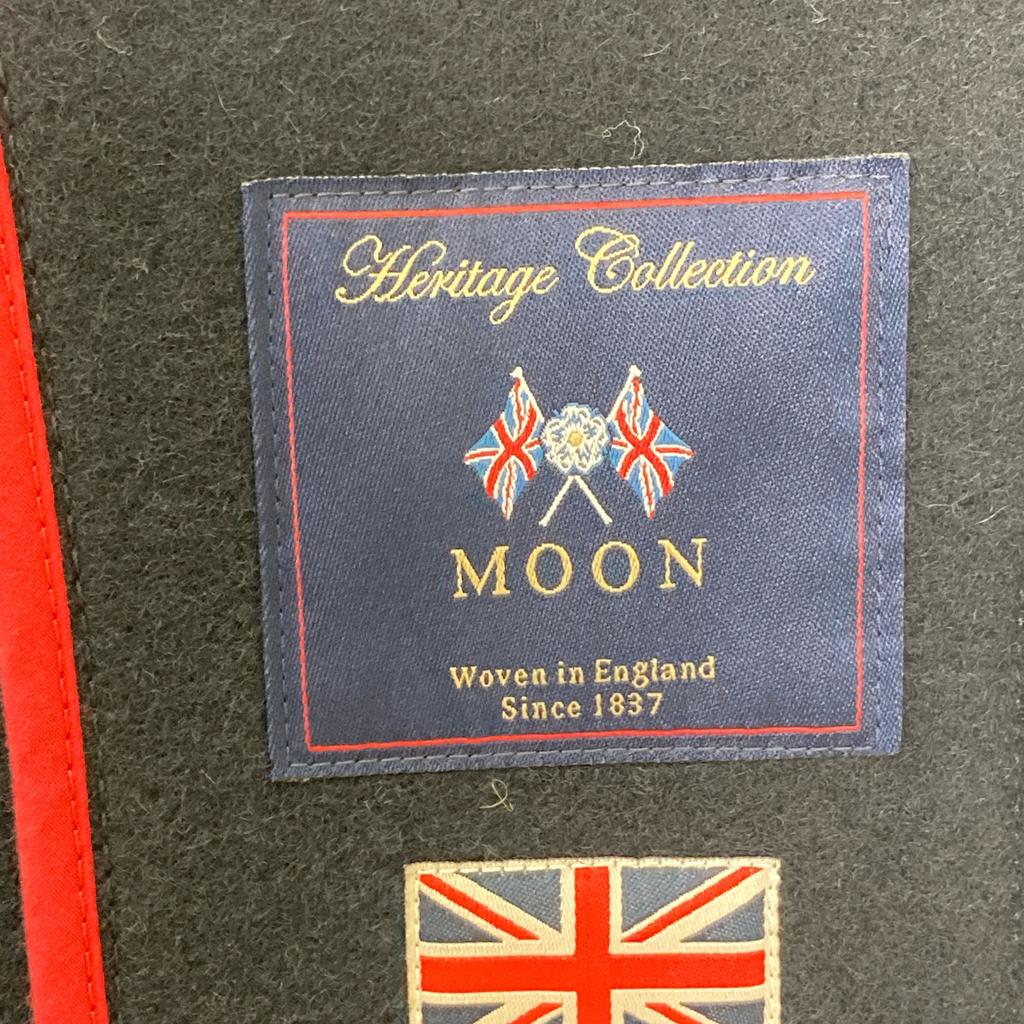 Heritage Collection
MOON
Woven in England
Since 1837